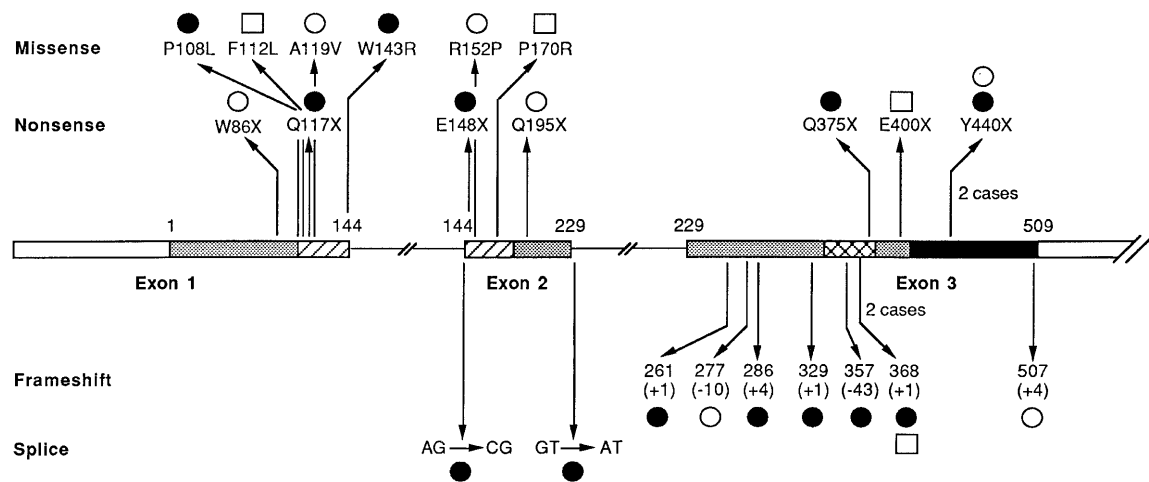 Missense P108L F112L A119V W143R R152P P170R
Nonsense W86X Q117X E148X Q195X Q375X E400X Y440X
2 cases
1 144 144 229 229 509
Exon 1 Exon 2 Exon 3
2 cases
Frameshift 261 277 286 329 357 368 507
(+1) (-10) (+4) (+1) (-43) (+1) (+4)
Splice AG CG GT AT